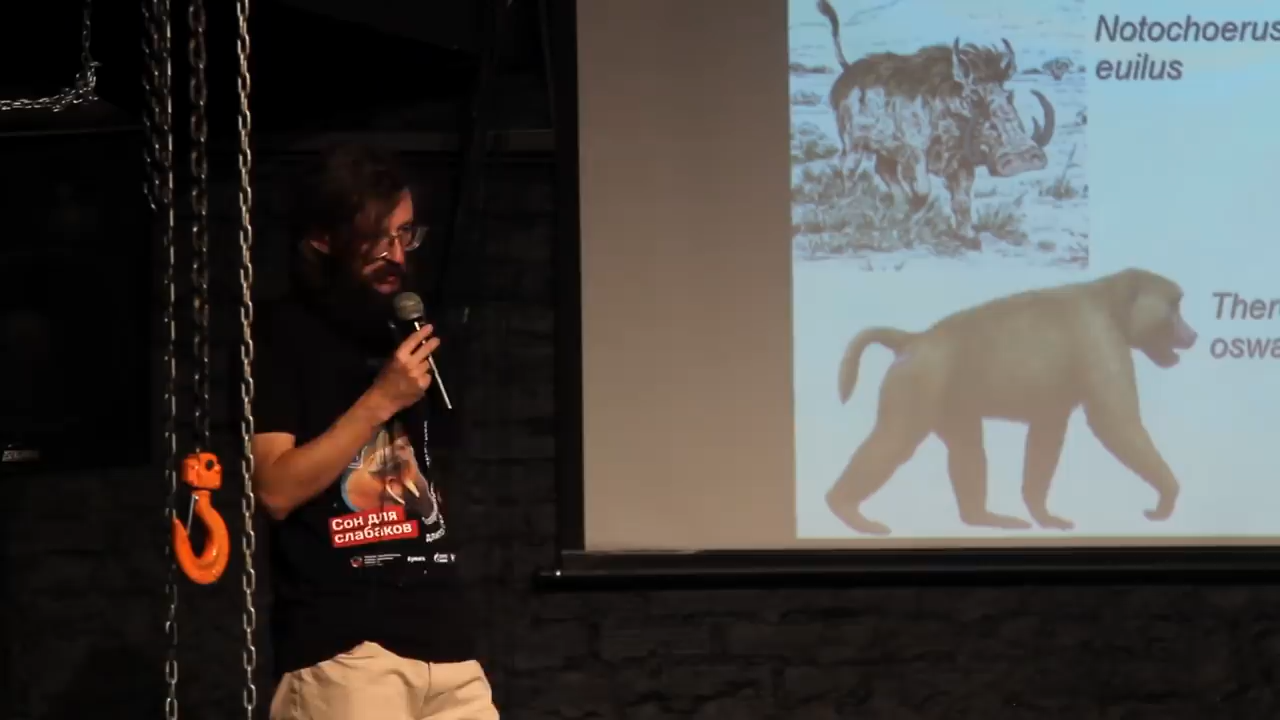 Notochoerus
euilus
Ther
oswa
Сон для
слабаков